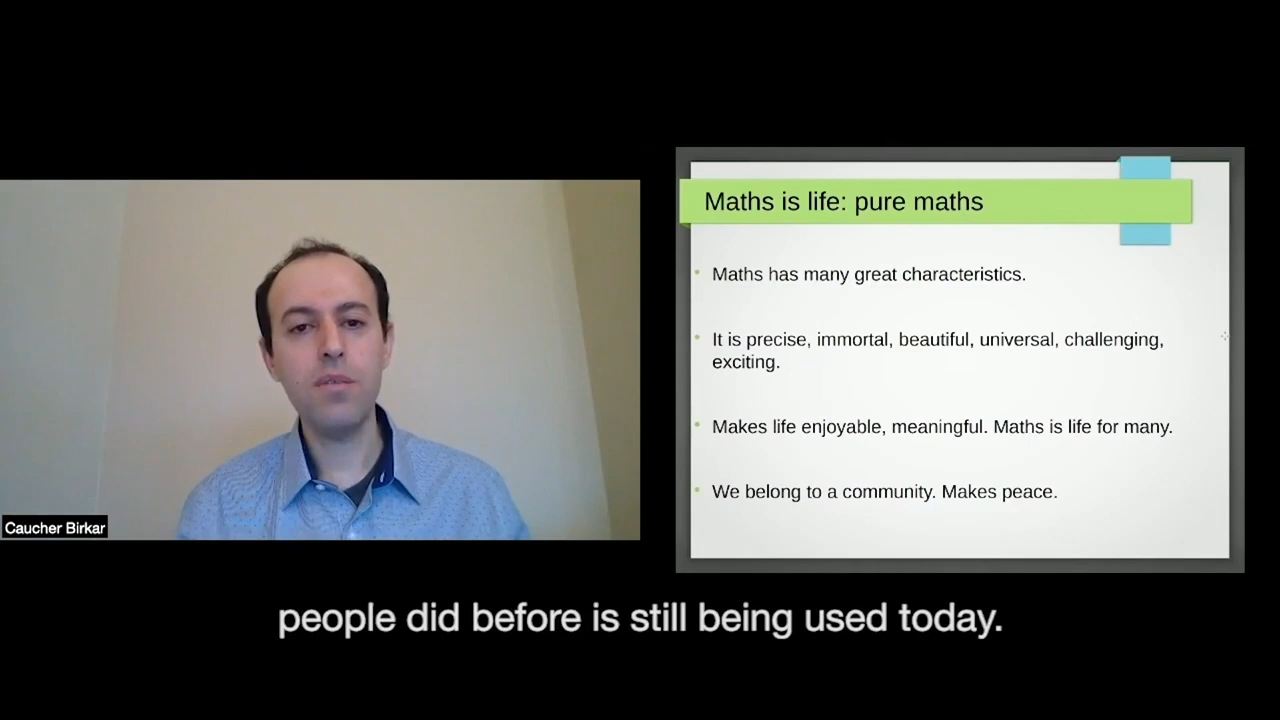 Maths is life: pure maths
Maths has many great characteristics.
It is precise, immortal, beautiful, universal, challenging,
exciting.
Makes life enjoyable, meaningful. Maths is life for many.
We belong to a community. Makes peace.
Caucher Birkar
people did before is still being used today.